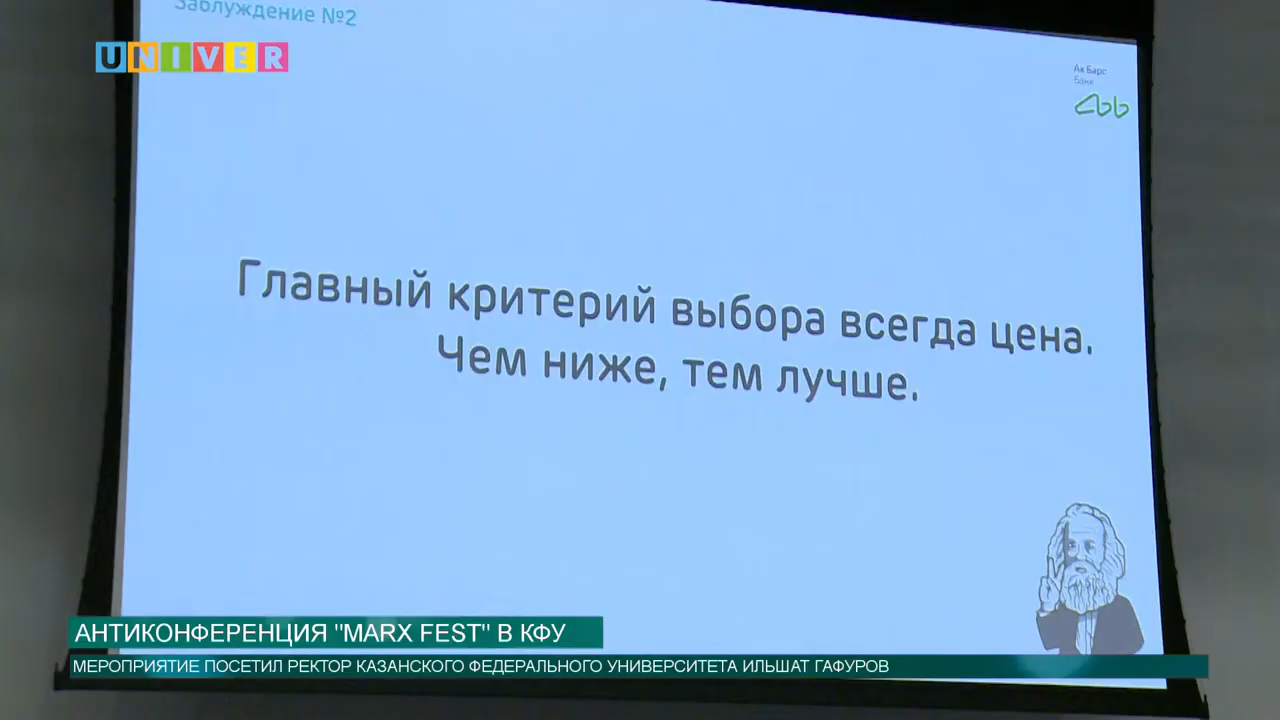 Заблуждение №2
UNIVER
Ак Барс
Банк
Главный критерий выбора всегда цена.
Чем ниже, тем лучше.
АНТИКОНФЕРЕНЦИЯ "MARX FEST" В КФУ
МЕРОПРИЯТИЕ ПОСЕТИЛ РЕКТОР КАЗАНСКОГО ФЕДЕРАЛЬНОГО УНИВЕРСИТЕТА ИЛЬШАТ ГАФУРОВ